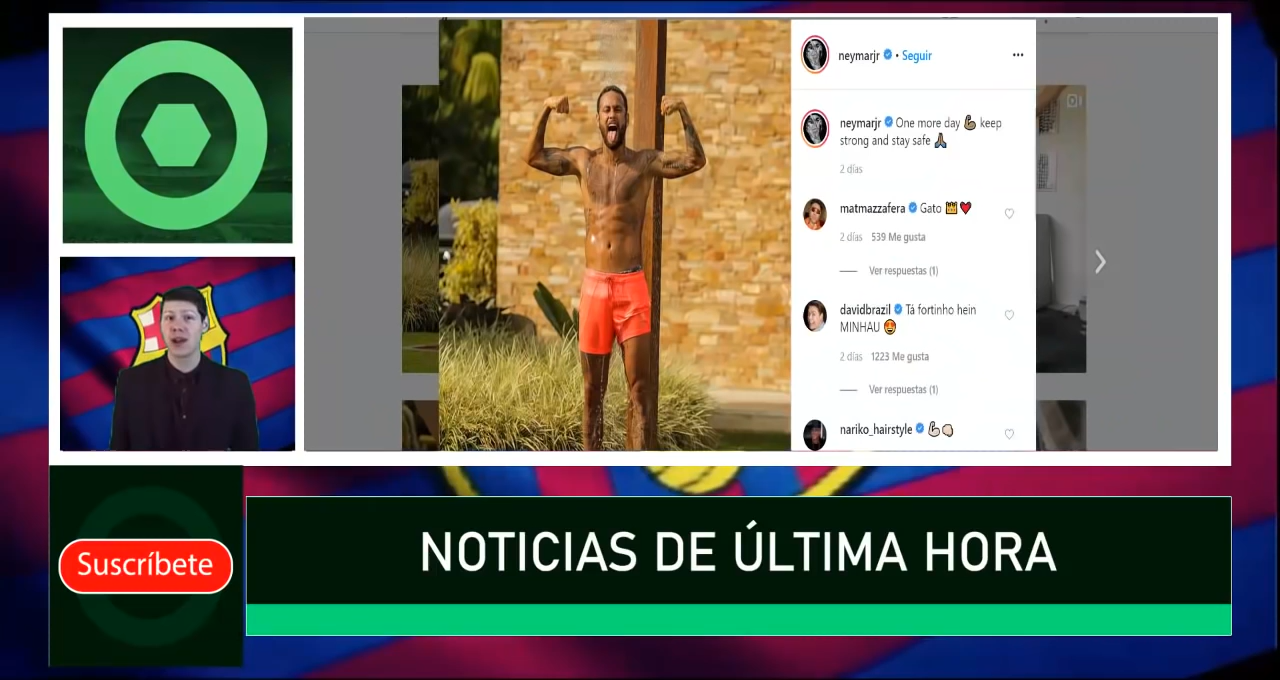 neymarjr • Seguir
neymarjr One more day 💪 keep
strong and stay safe 🙏
2 días
matmazzafera Gato 👑❤️
2 días 539 Me gusta
Ver respuestas (1)
davidbrazil Tá fortinho hein
MINHAU 🤩
2 días 1223 Me gusta
Ver respuestas (1)
nariko_hairstyle 💪👊
Suscríbete
NOTICIAS DE ÚLTIMA HORA